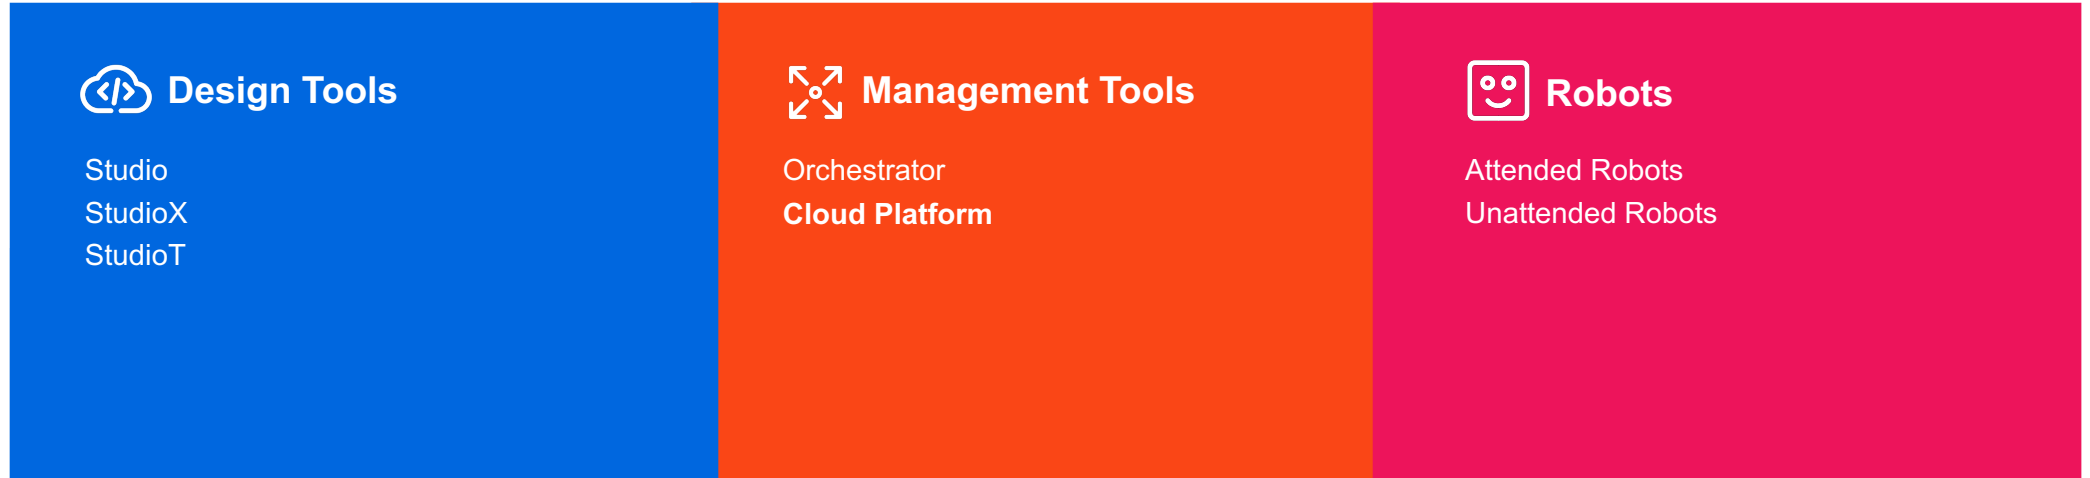 Design Tools
Studio
StudioX
StudioT
Management Tools
Orchestrator
Cloud Platform
Robots
Attended Robots
Unattended Robots